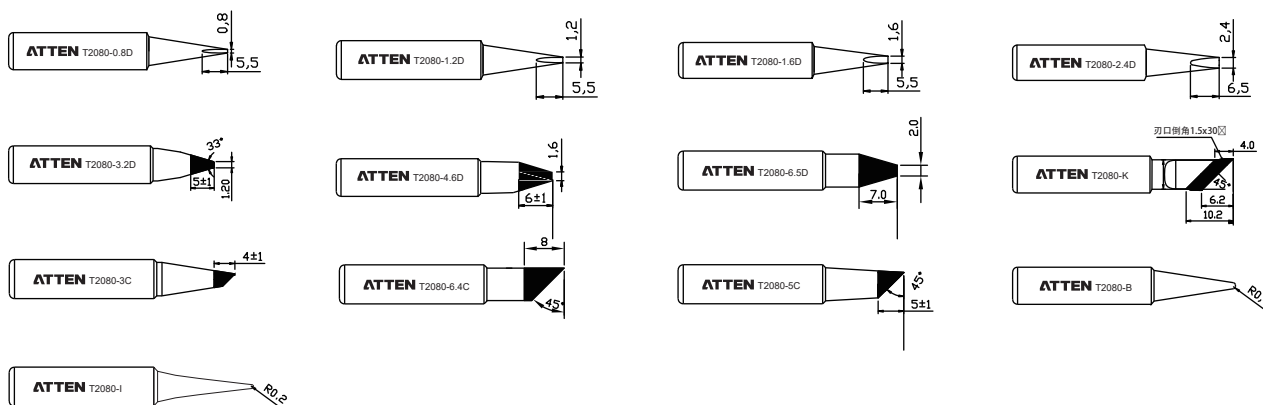 0,8
ATTEN T2080-0.8D
5,5
1,2
ATTEN T2080-1.2D
5,5
1,6
ATTEN T2080-1.6D
5,5
2,4
ATTEN T2080-2.4D
6,5
33°
ATTEN T2080-3.2D
5±1
1.20
1,6
ATTEN T2080-4.6D
6±1
2.0
ATTEN T2080-6.5D
7.0
刃口倒角1.5x30
4.0
ATTEN T2080-K
45°
6.2
10.2
4±1
ATTEN T2080-3C
8
ATTEN T2080-6.4C
45°
ATTEN T2080-5C
45°
5±1
ATTEN T2080-B
R0,
ATTEN T2080-I
R0.2